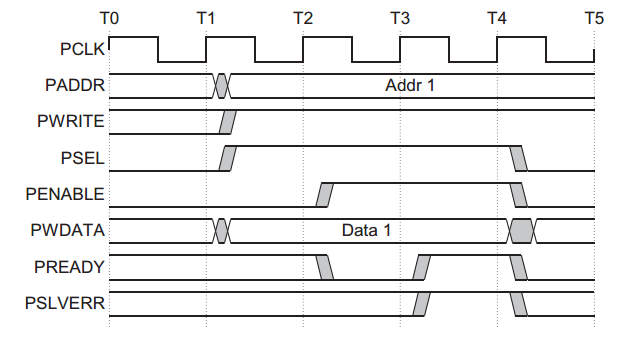 T0 T1 T2 T3 T4 T5
PCLK
PADDR Addr 1
PWRITE
PSEL
PENABLE
PWDATA Data 1
PREADY
PSLVERR